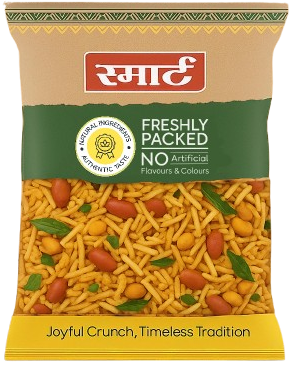 स्मार्ट
NATURAL INGREDIENTS
AUTHENTIC TASTE
FRESHLY
PACKED
NO Artificial
Flavours & Colours
Joyful Crunch, Timeless Tradition